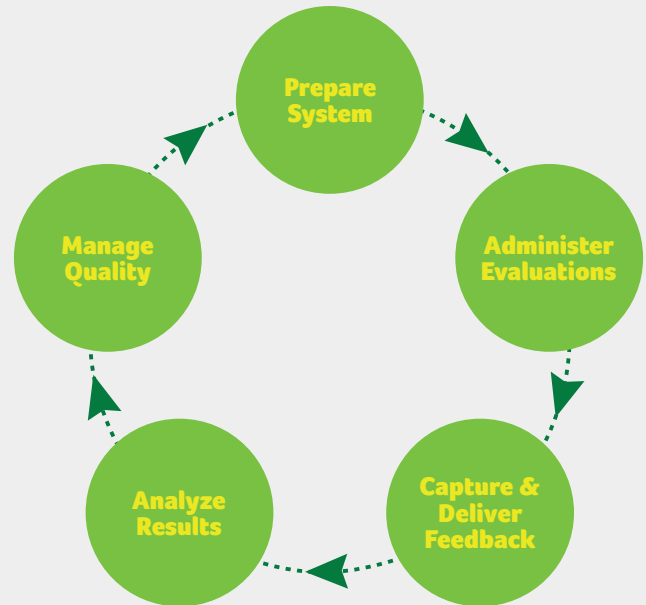 Prepare
System
Administer
Evaluations
Capture &
Deliver
Feedback
Analyze
Results
Manage
Quality